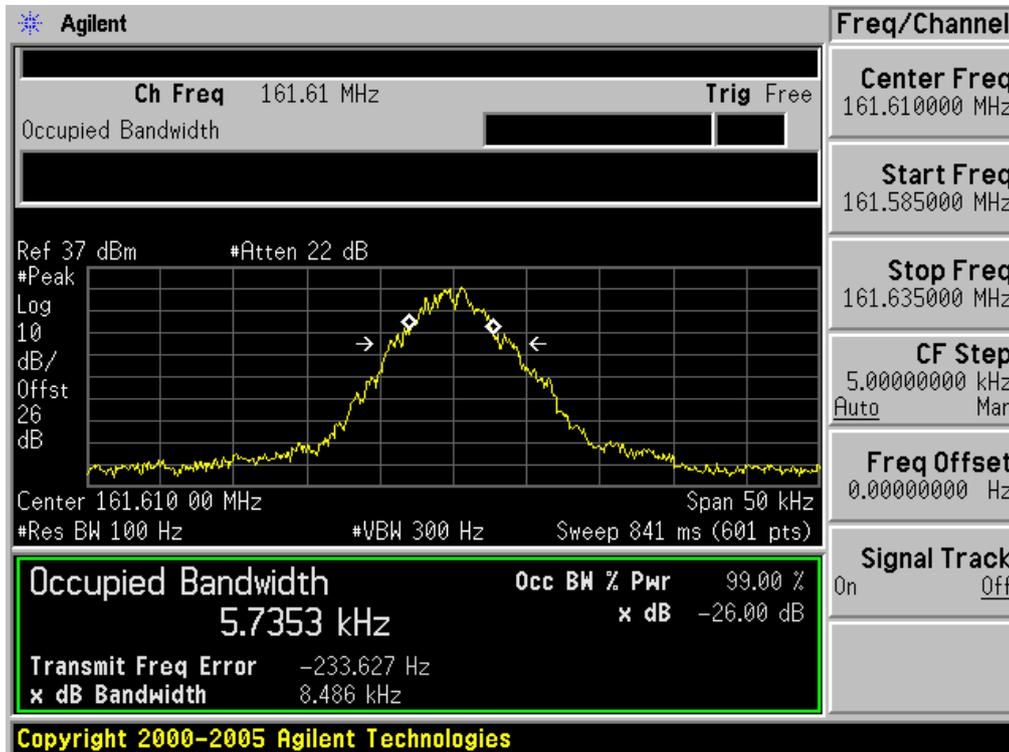 Agilent
Freq/Channel
Ch Freq 161.61 MHz Trig Free
Occupied Bandwidth
Center Freq
161.610000 MHz
Start Freq
161.585000 MHz
Stop Freq
161.635000 MHz
CF Step
5.00000000 kHz
Auto Man
Freq Offset
0.00000000 Hz
Signal Track
On Off
Ref 37 dBm #Atten 22 dB
#Peak
Log
10
dB/
Offst
26
dB
Center 161.610 00 MHz Span 50 kHz
#Res BW 100 Hz #VBW 300 Hz Sweep 841 ms (601 pts)
Occupied Bandwidth Occ BW % Pwr 99.00 %
5.7353 kHz x dB -26.00 dB
Transmit Freq Error -233.627 Hz
x dB Bandwidth 8.486 kHz
Copyright 2000-2005 Agilent Technologies